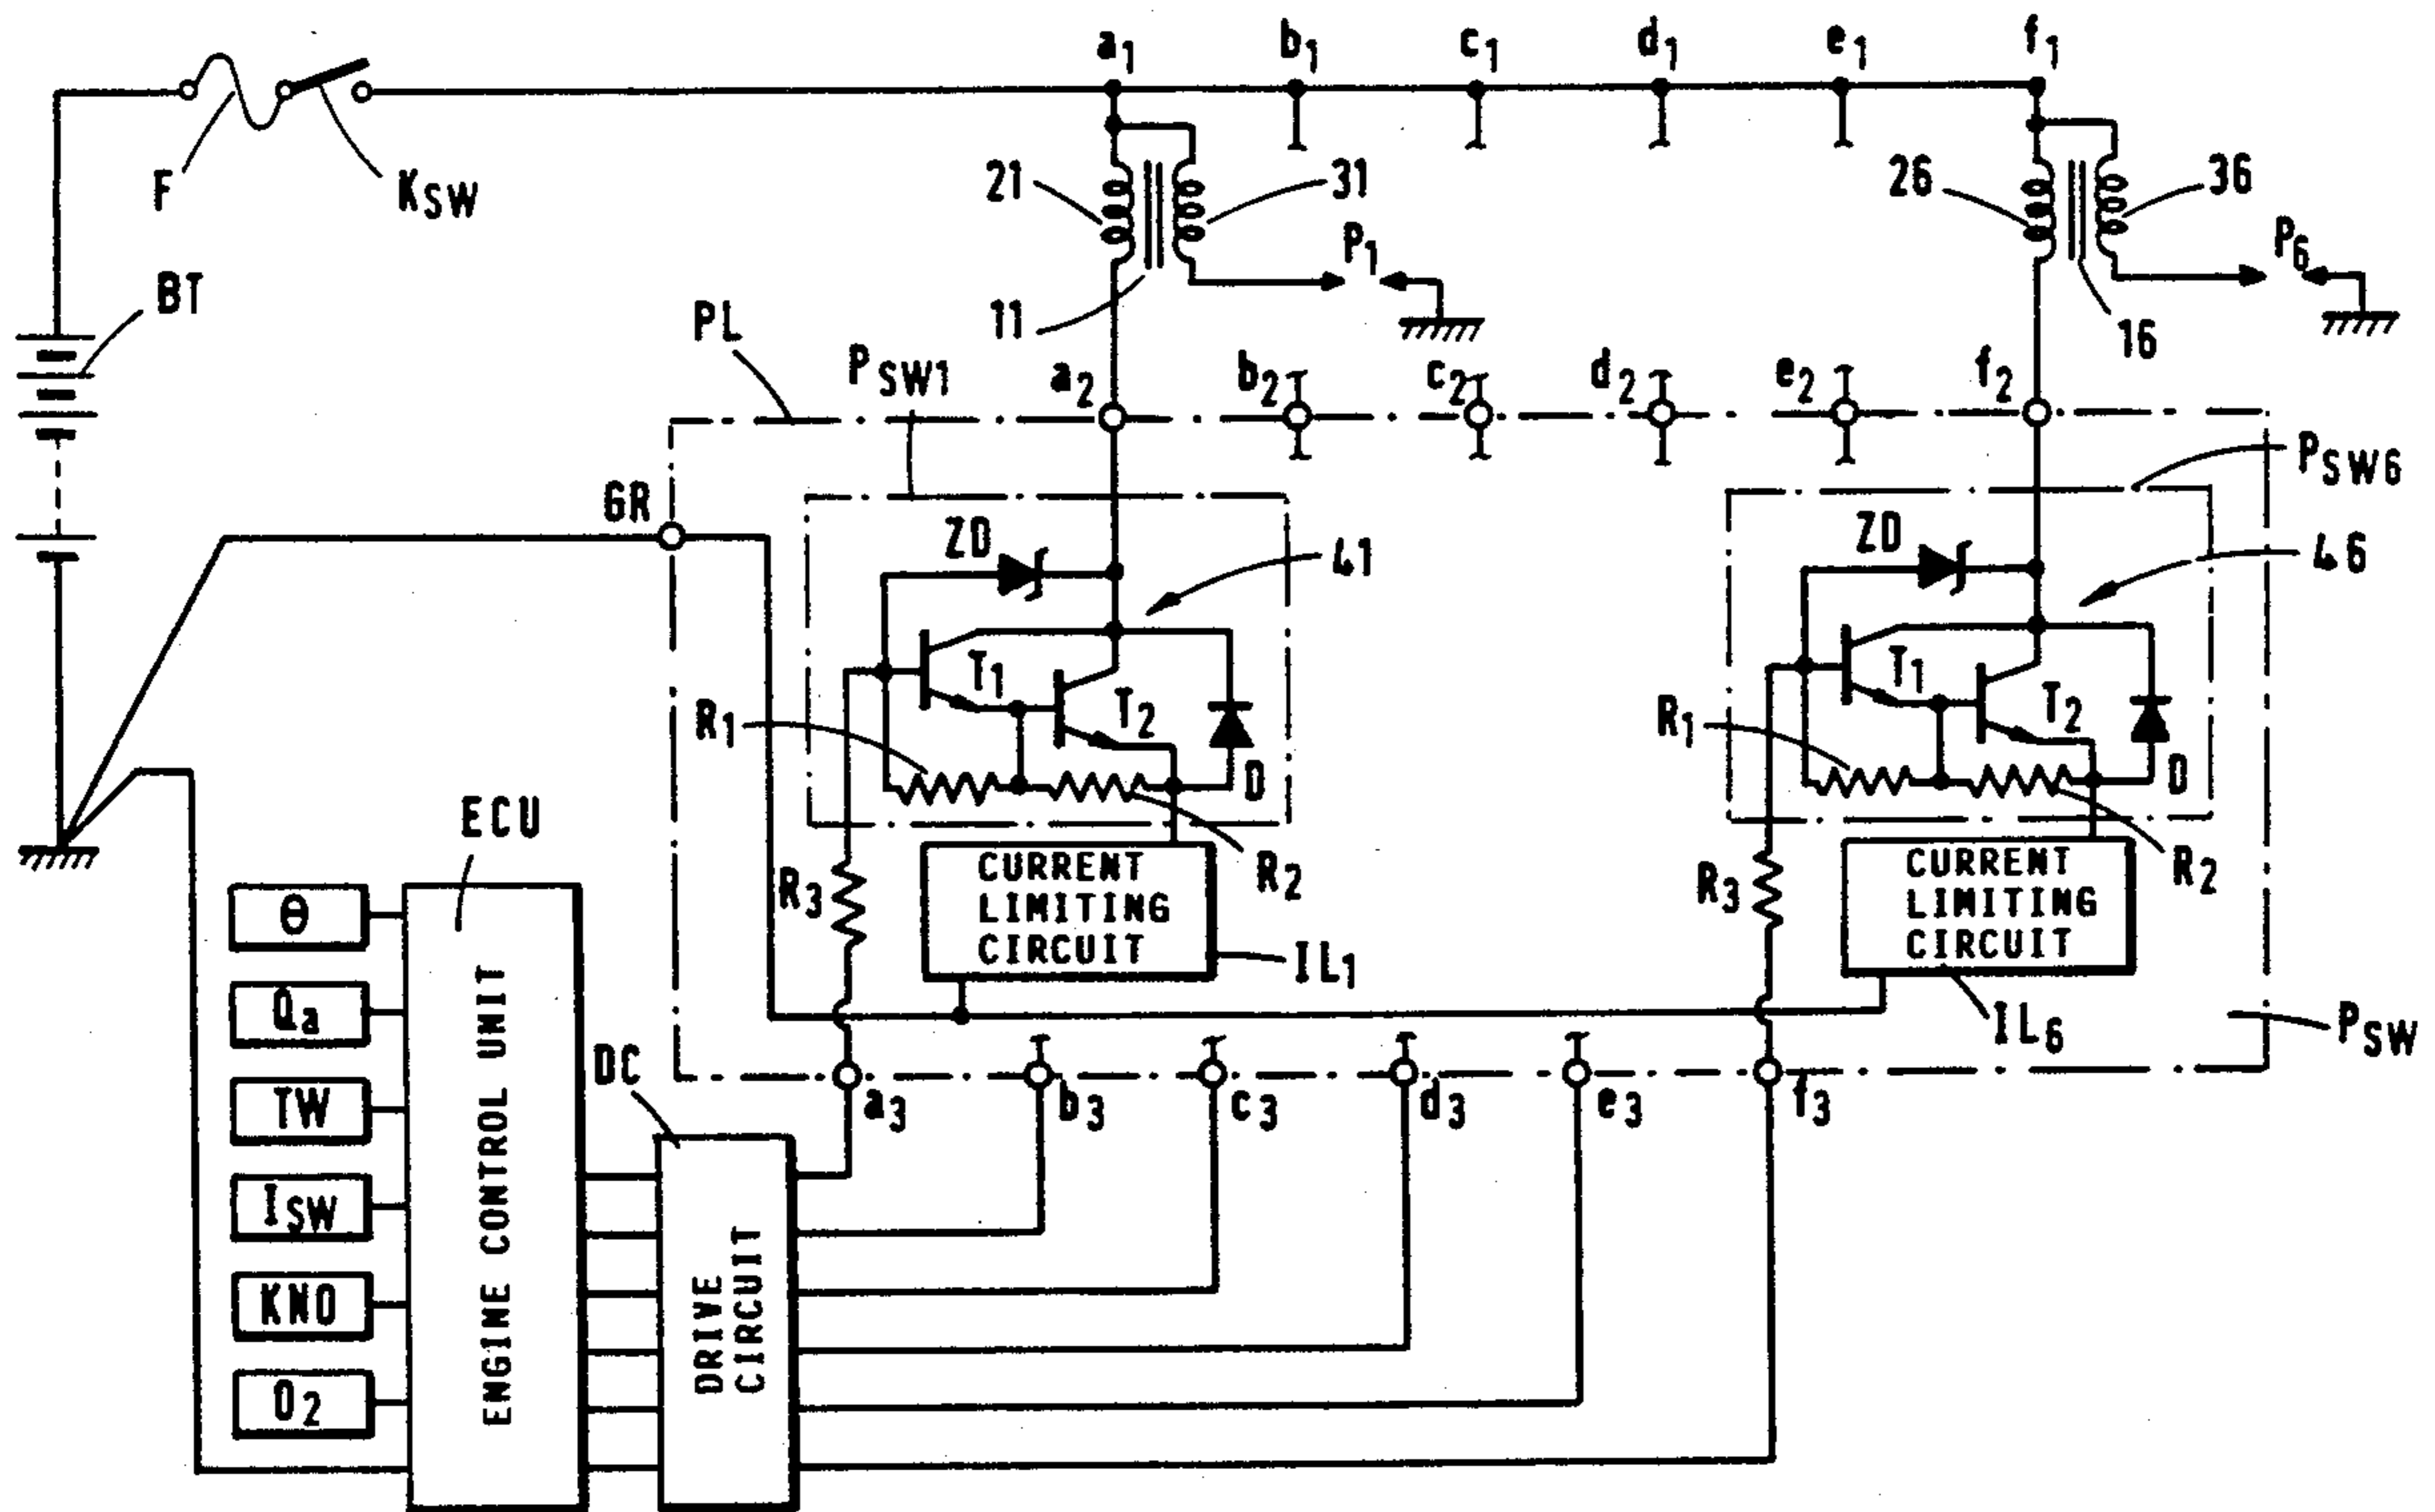 a1 b1 c1 d1 e1 f1
F KSW
21 31 26 36
P1 P6
BT
11 16
PL
PSW1
a2 b2 c2 d2 e2 f2
PSW6
GR
ZD 41 ZD 46
T1 T2 T1 T2
R1 R1
D D
ECU
R3 CURRENT LIMITING CIRCUIT R2
R3 CURRENT LIMITING CIRCUIT R2
IL1 IL6 PSW
θ
Qa
TW
ISW
KNO
O2
ENGINE CONTROL UNIT
DC
DRIVE CIRCUIT
a3 b3 c3 d3 e3 f3